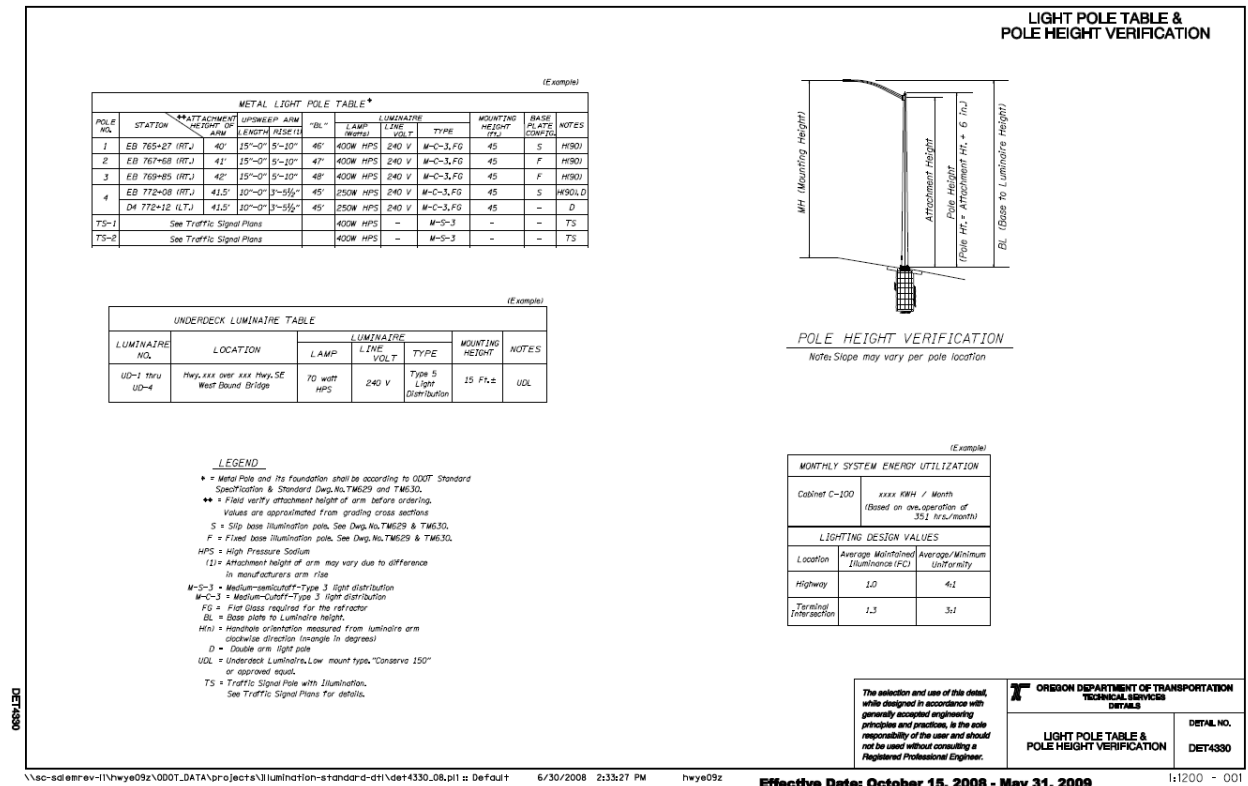 LIGHT POLE TABLE &
POLE HEIGHT VERIFICATION
(Example)
METAL LIGHT POLE TABLE*
POLE NO. STATION **ATTACHMENT HEIGHT OF ARM UPSWEEP ARM LENGTH RISE(1) "BL" LUMINAIRE LAMP (Watts) LINE VOLT TYPE MOUNTING HEIGHT (ft.) BASE PLATE CONFIG. NOTES
1 EB 765+27 (RT.) 40' 15"-0" 5'-10" 46' 400W HPS 240 V M-C-3,FG 45 S H(90)
2 EB 767+68 (RT.) 41' 15"-0" 5'-10" 47' 400W HPS 240 V M-C-3,FG 45 F H(90)
3 EB 769+85 (RT.) 42' 15"-0" 5'-10" 48' 400W HPS 240 V M-C-3,FG 45 F H(90)
4 EB 772+08 (RT.) 41.5' 10"-0" 3'-5½" 45' 250W HPS 240 V M-C-3,FG 45 S H(90),D
D4 772+12 (LT.) 41.5' 10"-0" 3'-5½" 45' 250W HPS 240 V M-C-3,FG 45 - D
TS-1 See Traffic Signal Plans 400W HPS - M-S-3 - - TS
TS-2 See Traffic Signal Plans 400W HPS - M-S-3 - - TS
MH (Mounting Height)
Attachment Height
Pole Height
(Pole Ht. = Attachment Ht. + 6 in.)
BL (Base to Luminaire Height)
POLE HEIGHT VERIFICATION
Note: Slope may vary per pole location
(Example)
UNDERDECK LUMINAIRE TABLE
LUMINAIRE NO. LOCATION LUMINAIRE LAMP LINE VOLT TYPE MOUNTING HEIGHT NOTES
UD-1 thru UD-4 Hwy.xxx over xxx Hwy.SE West Bound Bridge 70 watt HPS 240 V Type 5 Light Distribution 15 Ft.± UDL
LEGEND
* = Metal Pole and its foundation shall be according to ODOT Standard
Specification & Standard Dwg.No.TM629 and TM630.
** = Field verify attachment height of arm before ordering.
Values are approximated from grading cross sections
S = Slip base illumination pole. See Dwg.No.TM629 & TM630.
F = Fixed base illumination pole. See Dwg.No.TM629 & TM630.
HPS = High Pressure Sodium
(1)= Attachment height of arm may vary due to difference
in manufacturers arm rise
M-S-3 = Medium-semicutoff-Type 3 light distribution
M-C-3 = Medium-Cutoff-Type 3 light distribution
FG = Flat Glass required for the refractor
BL = Base plate to Luminaire height.
H(n) = Handhole orientation measured from luminaire arm
clockwise direction (n=angle in degrees)
D = Double arm light pole
UDL = Underdeck Luminaire.Low mount type."Conserva 150"
or approved equal.
TS = Traffic Signal Pole with Illumination.
See Traffic Signal Plans for details.
(Example)
MONTHLY SYSTEM ENERGY UTILIZATION
Cabinet C-100 xxxx KWH / Month
(Based on ave.operation of
351 hrs./month)
LIGHTING DESIGN VALUES
Location Average Maintained Illuminance (FC) Average/Minimum Uniformity
Highway 1.0 4:1
Terminal Intersection 1.3 3:1
DET4330
The selection and use of this detail,
while designed in accordance with
generally accepted engineering
principles and practices, is the sole
responsibility of the user and should
not be used without consulting a
Registered Professional Engineer.
OREGON DEPARTMENT OF TRANSPORTATION
TECHNICAL SERVICES
DETAILS
LIGHT POLE TABLE &
POLE HEIGHT VERIFICATION
DETAIL NO.
DET4330
\\sc-salemrev-l1\hwye09z\ODOT_DATA\projects\Illumination-standard-dtl\det4330_08.pl1 :: Default 6/30/2008 2:33:27 PM hwye09z
Effective Date: October 15, 2008 - May 31, 2009
1:1200 - 001